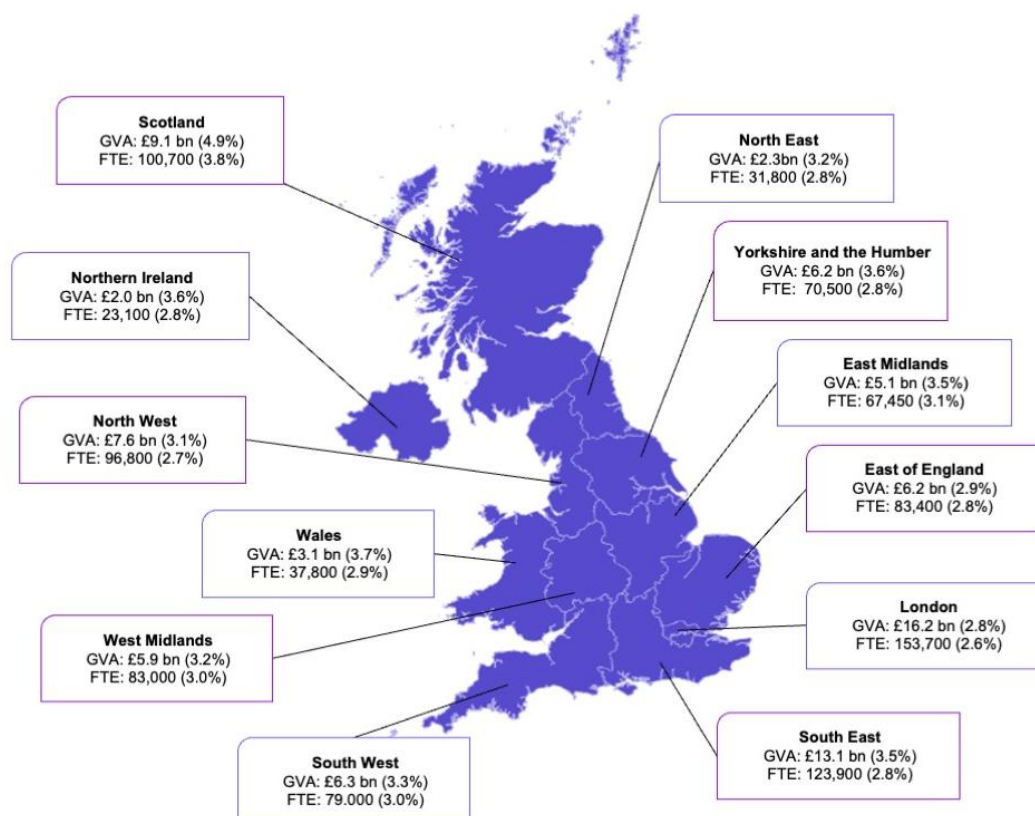 Scotland
GVA: £9.1 bn (4.9%)
FTE: 100,700 (3.8%)
North East
GVA: £2.3bn (3.2%)
FTE: 31,800 (2.8%)
Yorkshire and the Humber
GVA: £6.2 bn (3.6%)
FTE: 70,500 (2.8%)
Northern Ireland
GVA: £2.0 bn (3.6%)
FTE: 23,100 (2.8%)
East Midlands
GVA: £5.1 bn (3.5%)
FTE: 67,450 (3.1%)
North West
GVA: £7.6 bn (3.1%)
FTE: 96,800 (2.7%)
East of England
GVA: £6.2 bn (2.9%)
FTE: 83,400 (2.8%)
Wales
GVA: £3.1 bn (3.7%)
FTE: 37,800 (2.9%)
London
GVA: £16.2 bn (2.8%)
FTE: 153,700 (2.6%)
West Midlands
GVA: £5.9 bn (3.2%)
FTE: 83,000 (3.0%)
South East
GVA: £13.1 bn (3.5%)
FTE: 123,900 (2.8%)
South West
GVA: £6.3 bn (3.3%)
FTE: 79.000 (3.0%)